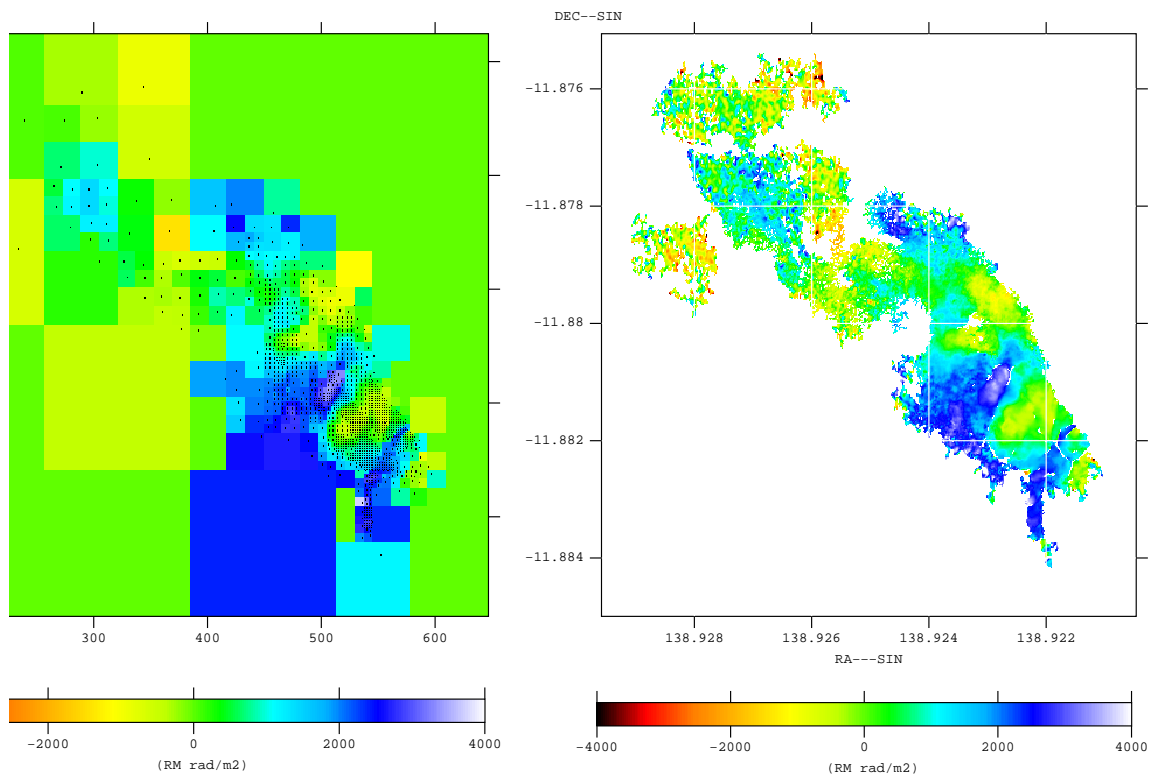 DEC--SIN
-11.876
-11.878
-11.88
-11.882
-11.884
300 400 500 600
138.928 138.926 138.924 138.922
RA---SIN
-2000 0 2000 4000
(RM rad/m2)
-4000 -2000 0 2000 4000
(RM rad/m2)